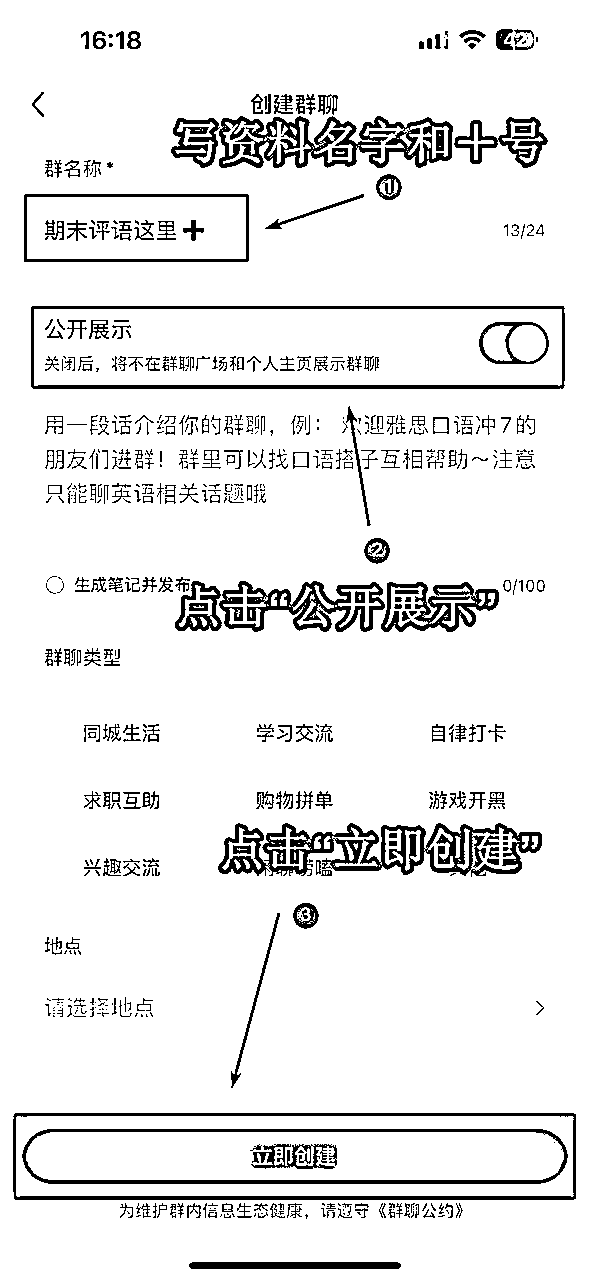 16:18
42
创建群聊
写资料名字和＋号
群名称*
①
期末评语这里➕
13/24
公开展示
关闭后，将不在群聊广场和个人主页展示群聊
用一段话介绍你的群聊，例：欢迎雅思口语冲7的
朋友们进群！群里可以找口语搭子互相帮助～注意
只能聊英语相关话题哦
②
生成笔记并发布
0/100
点击“公开展示”
群聊类型
同城生活 学习交流 自律打卡
求职互助 购物拼单 游戏开黑
点击“立即创建”
兴趣交流
③
地点
请选择地点
立即创建
为维护群内信息生态健康，请遵守《群聊公约》